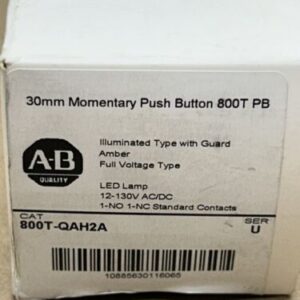 30mm Momentary Push Button 800T PB
A-B
QUALITY
Illuminated Type with Guard
Amber
Full Voltage Type
LED Lamp
12-130V AC/DC
1-NO 1-NC Standard Contacts
CAT
800T-QAH2A
SER
U
10885630116065